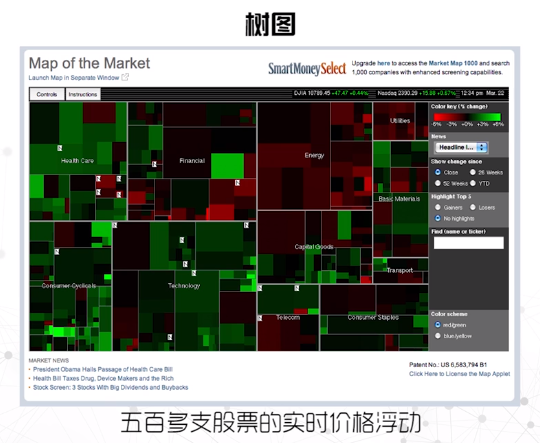 树图
Map of the Market
Launch Map in Separate Window
SmartMoneySelect
Upgrade here to access the Market Map 1000 and search
1,000 companies with enhanced screening capabilities.
Controls
Instructions
DJIA 10789.45 +47.47 +0.44% Nasdaq 2390.29 +15.88 +0.67% 12:34 pm Mar. 22
Color key (% change)
-6% -3% 0% +3% +6%
News
Headline I...
Show change since
Close
26 Weeks
52 Weeks
YTD
Highlight Top 5
Gainers
Losers
No highlights
Find (name or ticker)
Color scheme
red/green
blue/yellow
Health Care
Financial
Energy
Utilities
Basic Materials
Consumer Cyclicals
Technology
Capital Goods
Transport
Telecom
Consumer Staples
MARKET NEWS
President Obama Hails Passage of Health Care Bill
Health Bill Taxes Drug, Device Makers and the Rich
Stock Screen: 3 Stocks With Big Dividends and Buybacks
Patent No.: US 6,583,794 B1
Click Here to License the Map Applet
五百多支股票的实时价格浮动